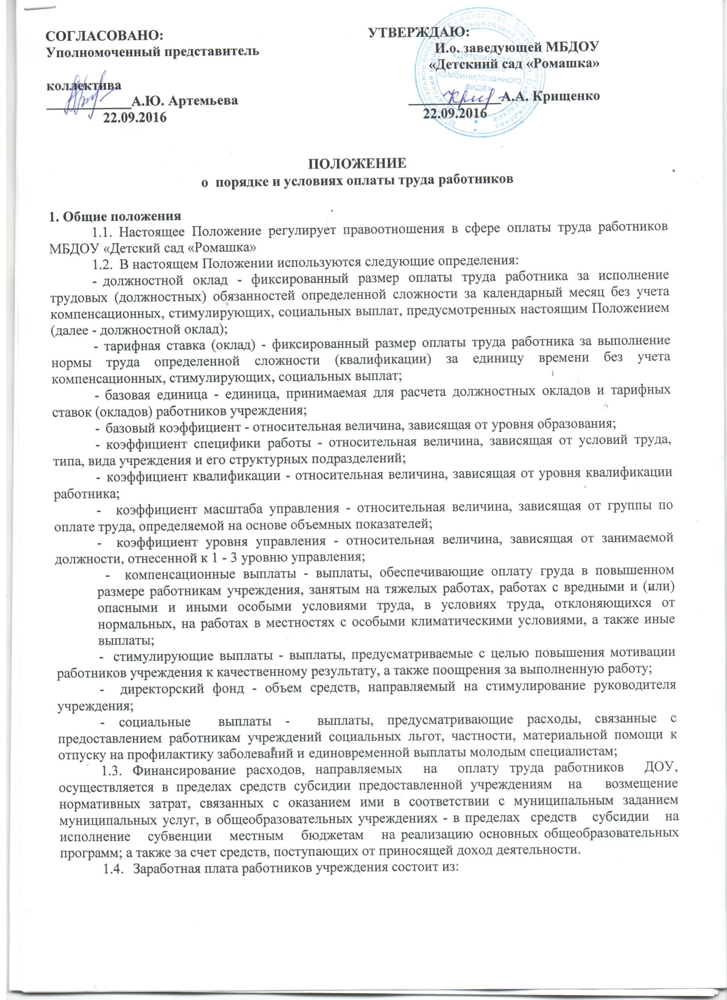 СОГЛАСОВАНО:
Уполномоченный представитель
коллектива
____________А.Ю. Артемьева
22.09.2016
УТВЕРЖДАЮ:
И.о. заведующей МБДОУ
«Детскиий сад «Ромашка»
_____________А.А. Крищенко
22.09.2016
«Детский сад
комбинированного
вида»
ПОЛОЖЕНИЕ
о порядке и условиях оплаты труда работников
1. Общие положения
1.1. Настоящее Положение регулирует правоотношения в сфере оплаты труда работников
МБДОУ «Детский сад «Ромашка»
1.2. В настоящем Положении используются следующие определения:
- должностной оклад - фиксированный размер оплаты труда работника за исполнение
трудовых (должностных) обязанностей определенной сложности за календарный месяц без учета
компенсационных, стимулирующих, социальных выплат, предусмотренных настоящим Положением
(далее - должностной оклад);
- тарифная ставка (оклад) - фиксированный размер оплаты труда работника за выполнение
нормы труда определенной сложности (квалификации) за единицу времени без учета
компенсационных, стимулирующих, социальных выплат;
- базовая единица - единица, принимаемая для расчета должностных окладов и тарифных
ставок (окладов) работников учреждения;
- базовый коэффициент - относительная величина, зависящая от уровня образования;
- коэффициент специфики работы - относительная величина, зависящая от условий труда,
типа, вида учреждения и его структурных подразделений;
- коэффициент квалификации - относительная величина, зависящая от уровня квалификации
работника;
- коэффициент масштаба управления - относительная величина, зависящая от группы по
оплате труда, определяемой на основе объемных показателей;
- коэффициент уровня управления - относительная величина, зависящая от занимаемой
должности, отнесенной к 1 - 3 уровню управления;
- компенсационные выплаты - выплаты, обеспечивающие оплату груда в повышенном
размере работникам учреждения, занятым на тяжелых работах, работах с вредными и (или)
опасными и иными особыми условиями труда, в условиях труда, отклоняющихся от
нормальных, на работах в местностях с особыми климатическими условиями, а также иные
выплаты;
- стимулирующие выплаты - выплаты, предусматриваемые с целью повышения мотивации
работников учреждения к качественному результату, а также поощрения за выполненную работу;
- директорский фонд - объем средств, направляемый на стимулирование руководителя
учреждения;
- социальные выплаты - выплаты, предусматривающие расходы, связанные с
предоставлением работникам учреждений социальных льгот, частности, материальной помощи к
отпуску на профилактику заболеваний и единовременной выплаты молодым специалистам;
1.3. Финансирование расходов, направляемых на оплату труда работников ДОУ,
осуществляется в пределах средств субсидии предоставленной учреждениям на возмещение
нормативных затрат, связанных с оказанием ими в соответствии с муниципальным заданием
муниципальных услуг, в общеобразовательных учреждениях - в пределах средств субсидии на
исполнение субвенции местным бюджетам на реализацию основных общеобразовательных
программ; а также за счет средств, поступающих от приносящей доход деятельности.
1.4. Заработная плата работников учреждения состоит из: